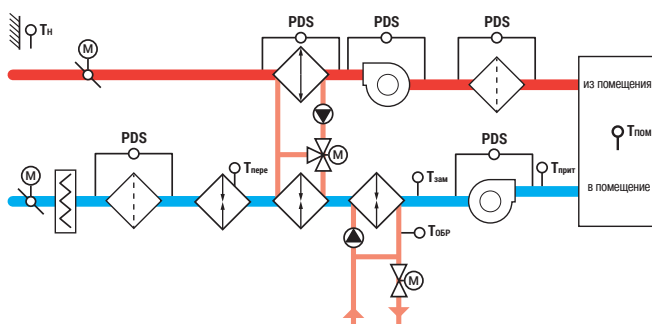 PDS
PDS
PDS
Tн
M
из помещения
Tпом
M
M
PDS
PDS
Tпере
Tзам
Tприт
в помещение
TОБР
M